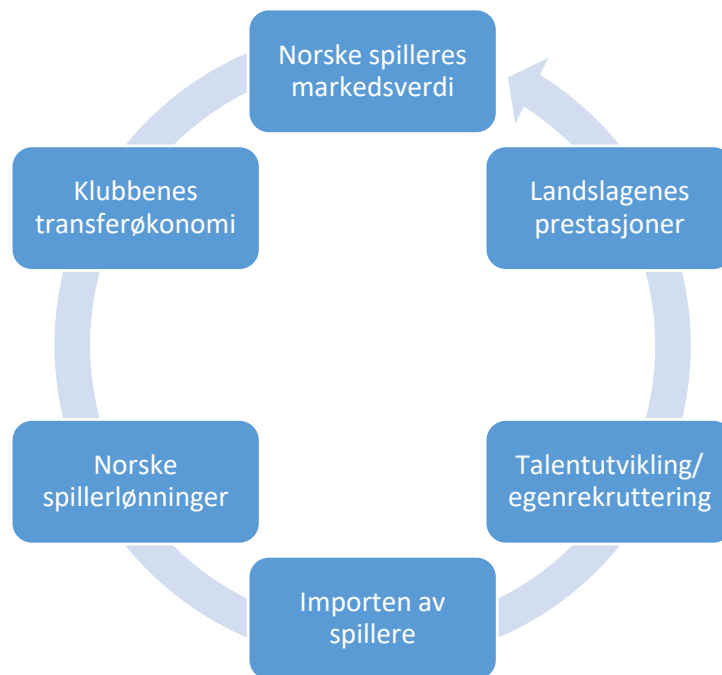 Norske spilleres
markedsverdi
Klubbenes
transferøkonomi
Landslagenes
prestasjoner
Norske
spillerlønninger
Talentutvikling/
egenrekruttering
Importen av
spillere